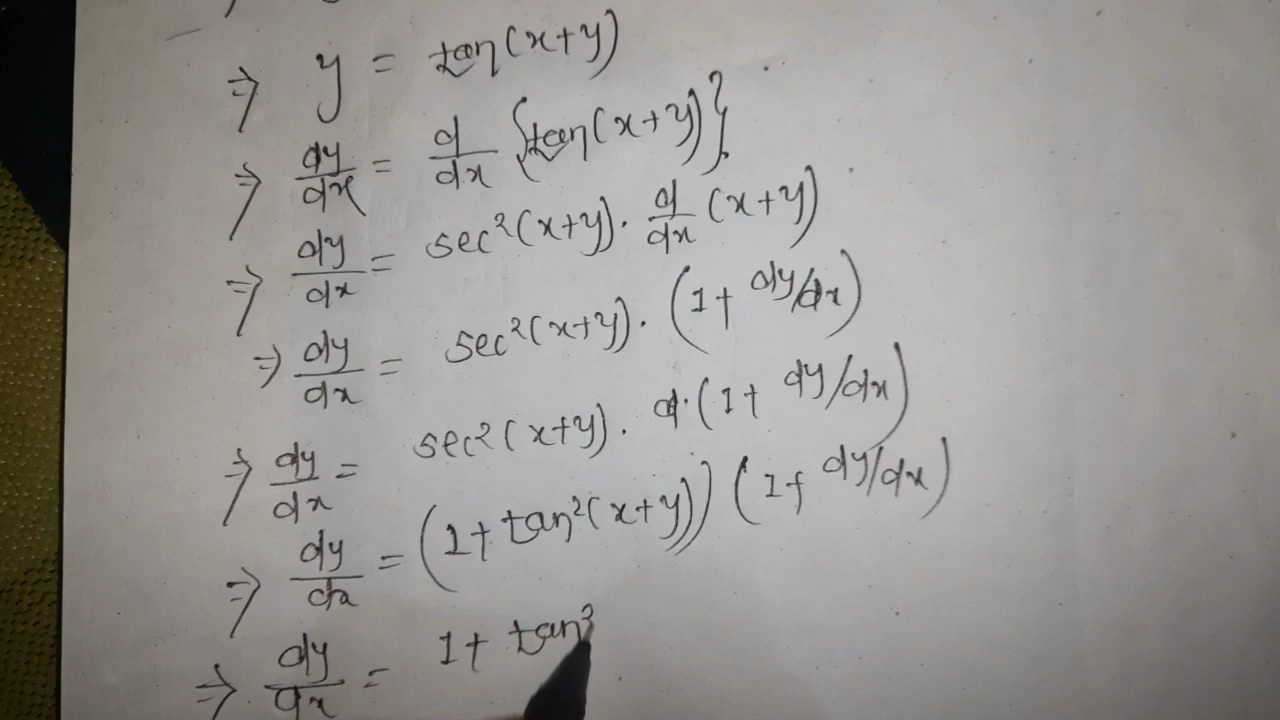 ⇒ y = tan(x+y)
⇒ dy/dx = d/dx {tan(x+y)}
⇒ dy/dx = sec²(x+y). d/dx (x+y)
⇒ dy/dx = sec²(x+y). (1+ dy/dx)
⇒ dy/dx = sec²(x+y). (1+ dy/dx)
⇒ dy/dx = (1+tan²(x+y)) (1+ dy/dx)
⇒ dy/dx = 1+ tan